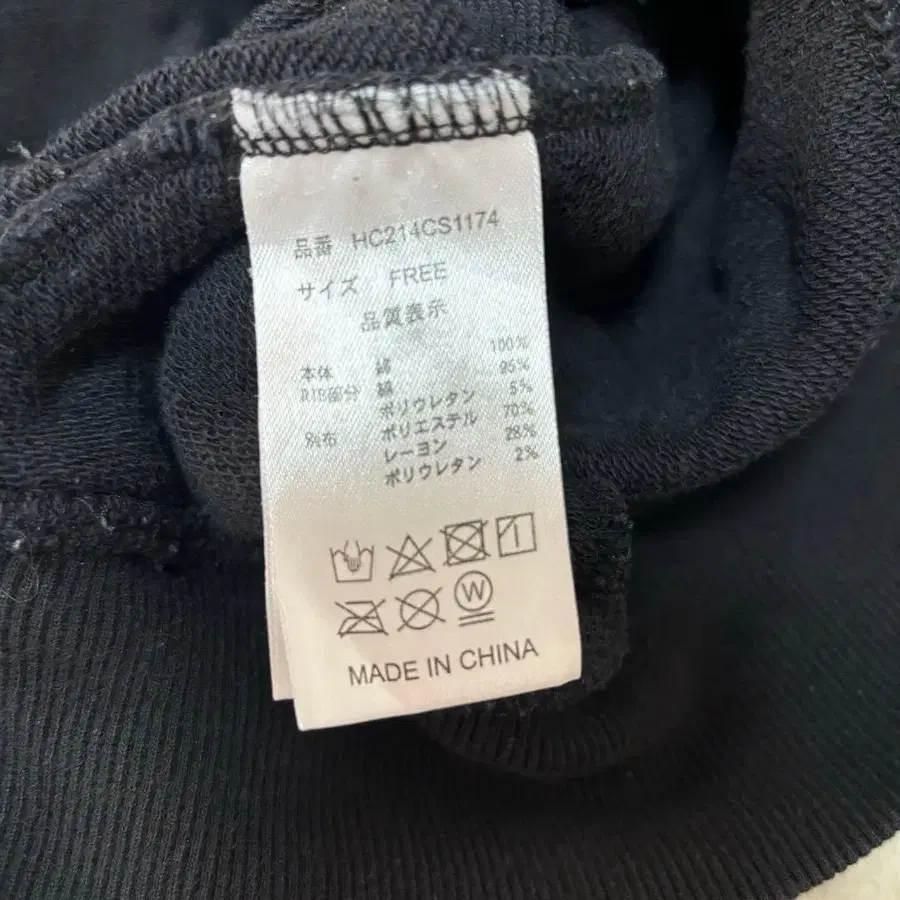 品番 HC214CS1174
サイズ FREE
品質表示
本体 綿 100%
RIB部分 綿 95%
ポリウレタン 5%
別布 ポリエステル 70%
レーヨン 28%
ポリウレタン 2%
W
MADE IN CHINA